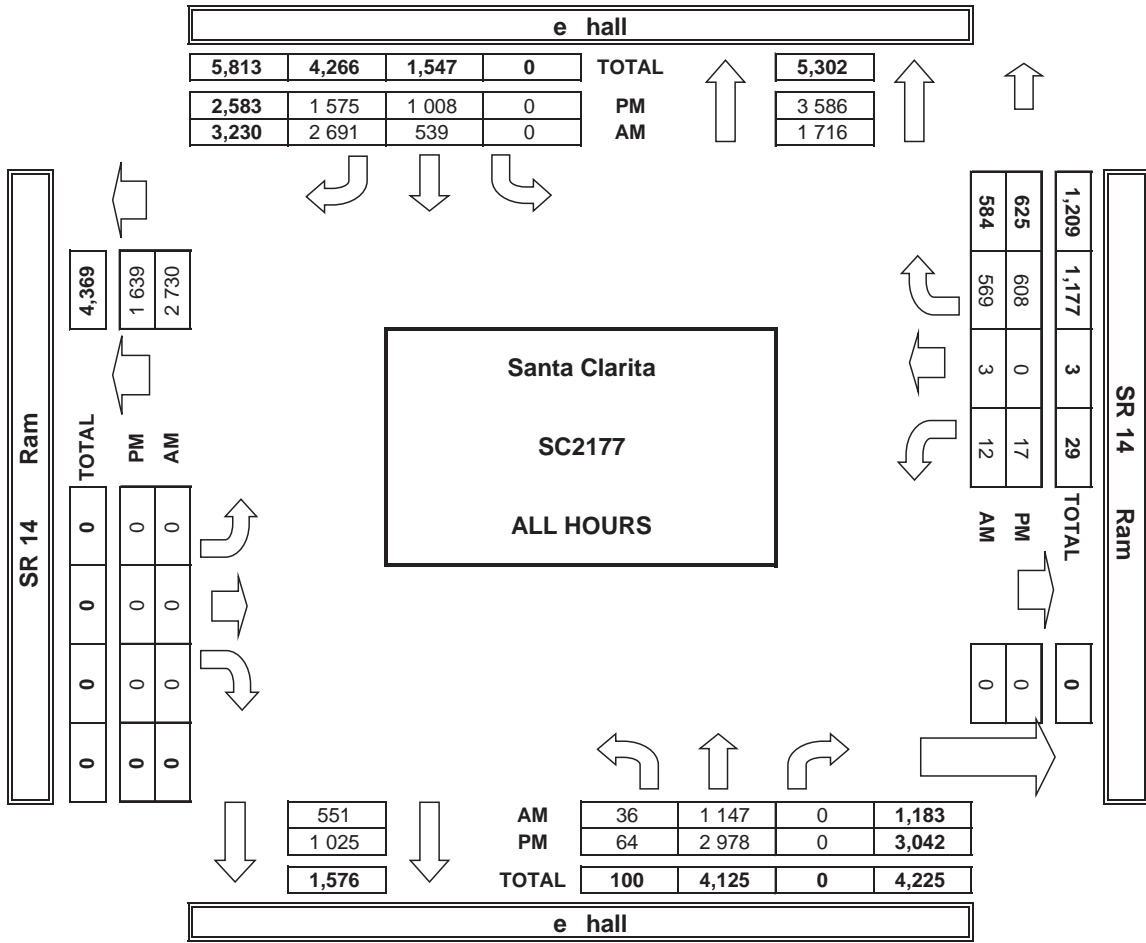 e hall
5,813 4,266 1,547 0 TOTAL 5,302
2,583 1 575 1 008 0 PM 3 586
3,230 2 691 539 0 AM 1 716
SR 14 Ram
4,369
1 639
2 730
TOTAL
PM
AM
0 0 0
0 0 0
0 0 0
0 0 0
Santa Clarita
SC2177
ALL HOURS
584 625 1,209
569 608 1,177
3 0 3
12 17 29
AM PM TOTAL
0 0 0
SR 14 Ram
551 AM 36 1 147 0 1,183
1 025 PM 64 2 978 0 3,042
1,576 TOTAL 100 4,125 0 4,225
e hall